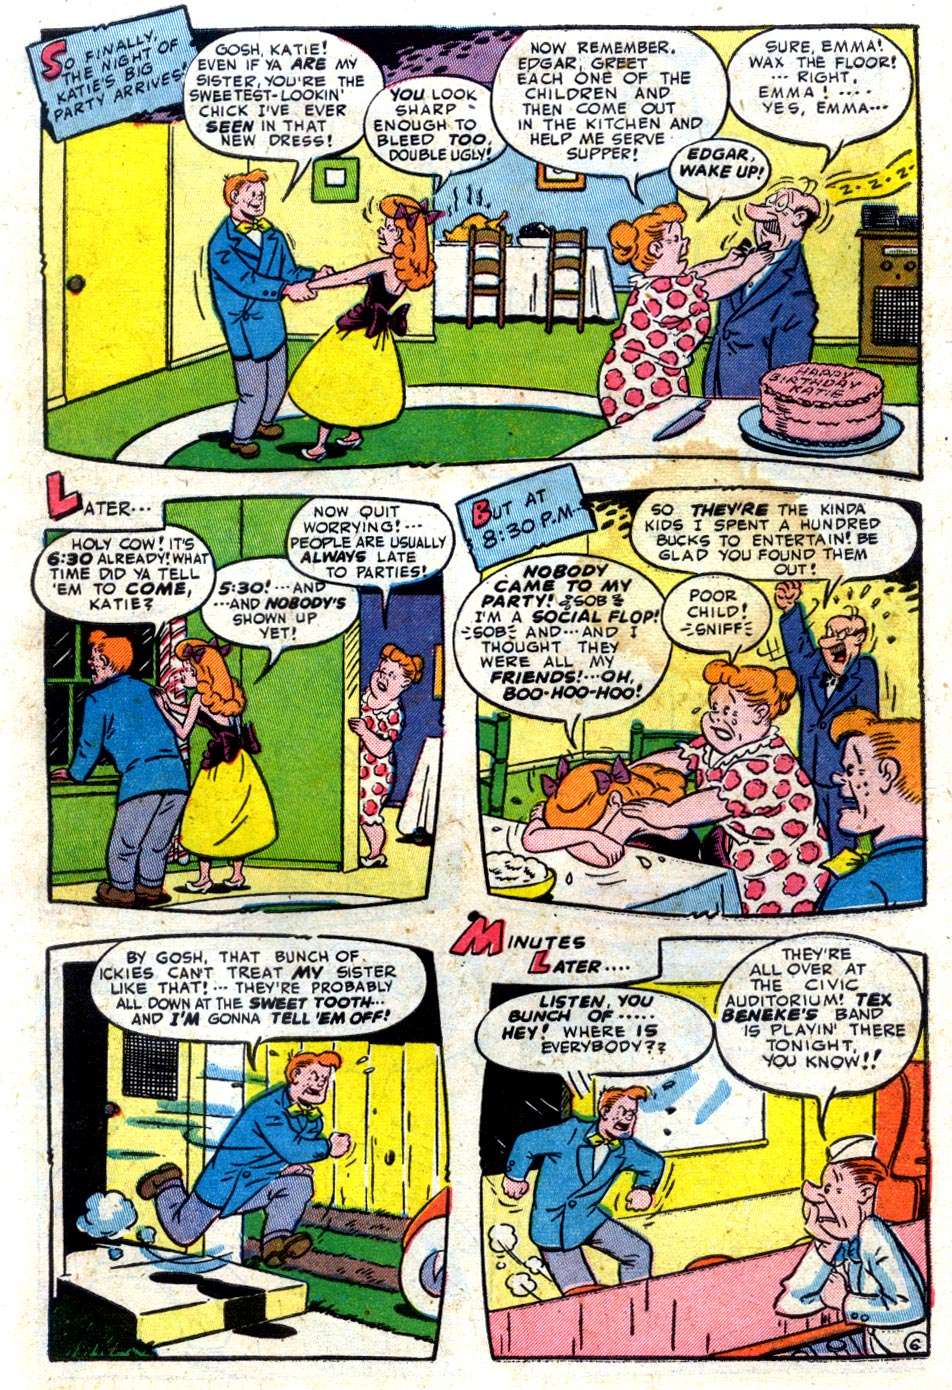 SO FINALLY,
THE NIGHT OF
KATIE'S BIG
PARTY ARRIVES!
GOSH, KATIE!
EVEN IF YA ARE MY
SISTER, YOU'RE THE
SWEETEST-LOOKIN'
CHICK I'VE EVER
SEEN IN THAT
NEW DRESS!
YOU LOOK
SHARP
ENOUGH TO
BLEED TOO,
DOUBLE UGLY!
NOW REMEMBER,
EDGAR, GREET
EACH ONE OF THE
CHILDREN AND
THEN COME OUT
IN THE KITCHEN AND
HELP ME SERVE
SUPPER!
EDGAR,
WAKE UP!
SURE, EMMA!
WAX THE FLOOR!
... RIGHT,
EMMA! ....
YES, EMMA---
Z-Z-Z-Z
HAPPY
BIRTHDAY
KATIE
LATER...
HOLY COW! IT'S
6:30 ALREADY! WHAT
TIME DID YA TELL
'EM TO COME,
KATIE?
5:30!...AND
...AND NOBODY'S
SHOWN UP
YET!
NOW QUIT
WORRYING!...
PEOPLE ARE USUALLY
ALWAYS LATE
TO PARTIES!
BUT AT
8:30 P.M.--
NOBODY
CAME TO MY
PARTY! SOB
I'M A SOCIAL FLOP!
SOB AND...AND I
THOUGHT THEY
WERE ALL MY
FRIENDS!...OH,
BOO-HOO-HOO!
POOR
CHILD!
SNIFF
SO THEY'RE THE KINDA
KIDS I SPENT A HUNDRED
BUCKS TO ENTERTAIN! BE
GLAD YOU FOUND THEM
OUT!
BY GOSH, THAT BUNCH OF
ICKIES CAN'T TREAT MY SISTER
LIKE THAT!... THEY'RE PROBABLY
ALL DOWN AT THE SWEET TOOTH...
AND I'M GONNA TELL 'EM OFF!
MINUTES
LATER....
LISTEN, YOU
BUNCH OF .....
HEY! WHERE IS
EVERYBODY??
THEY'RE
ALL OVER AT
THE CIVIC
AUDITORIUM! TEX
BENEKE'S BAND
IS PLAYIN' THERE
TONIGHT,
YOU KNOW!!
6